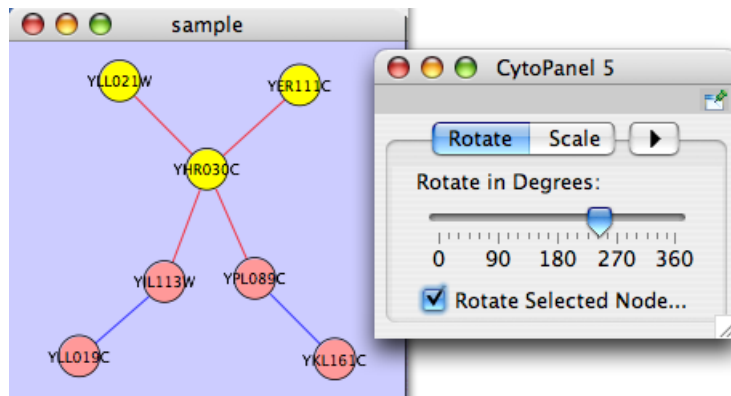 sample
YLL021W
YER111C
YHR030C
YIL113W
YPL089C
YLL019C
YKL161C
CytoPanel 5
Rotate Scale
Rotate in Degrees:
0 90 180 270 360
Rotate Selected Node...